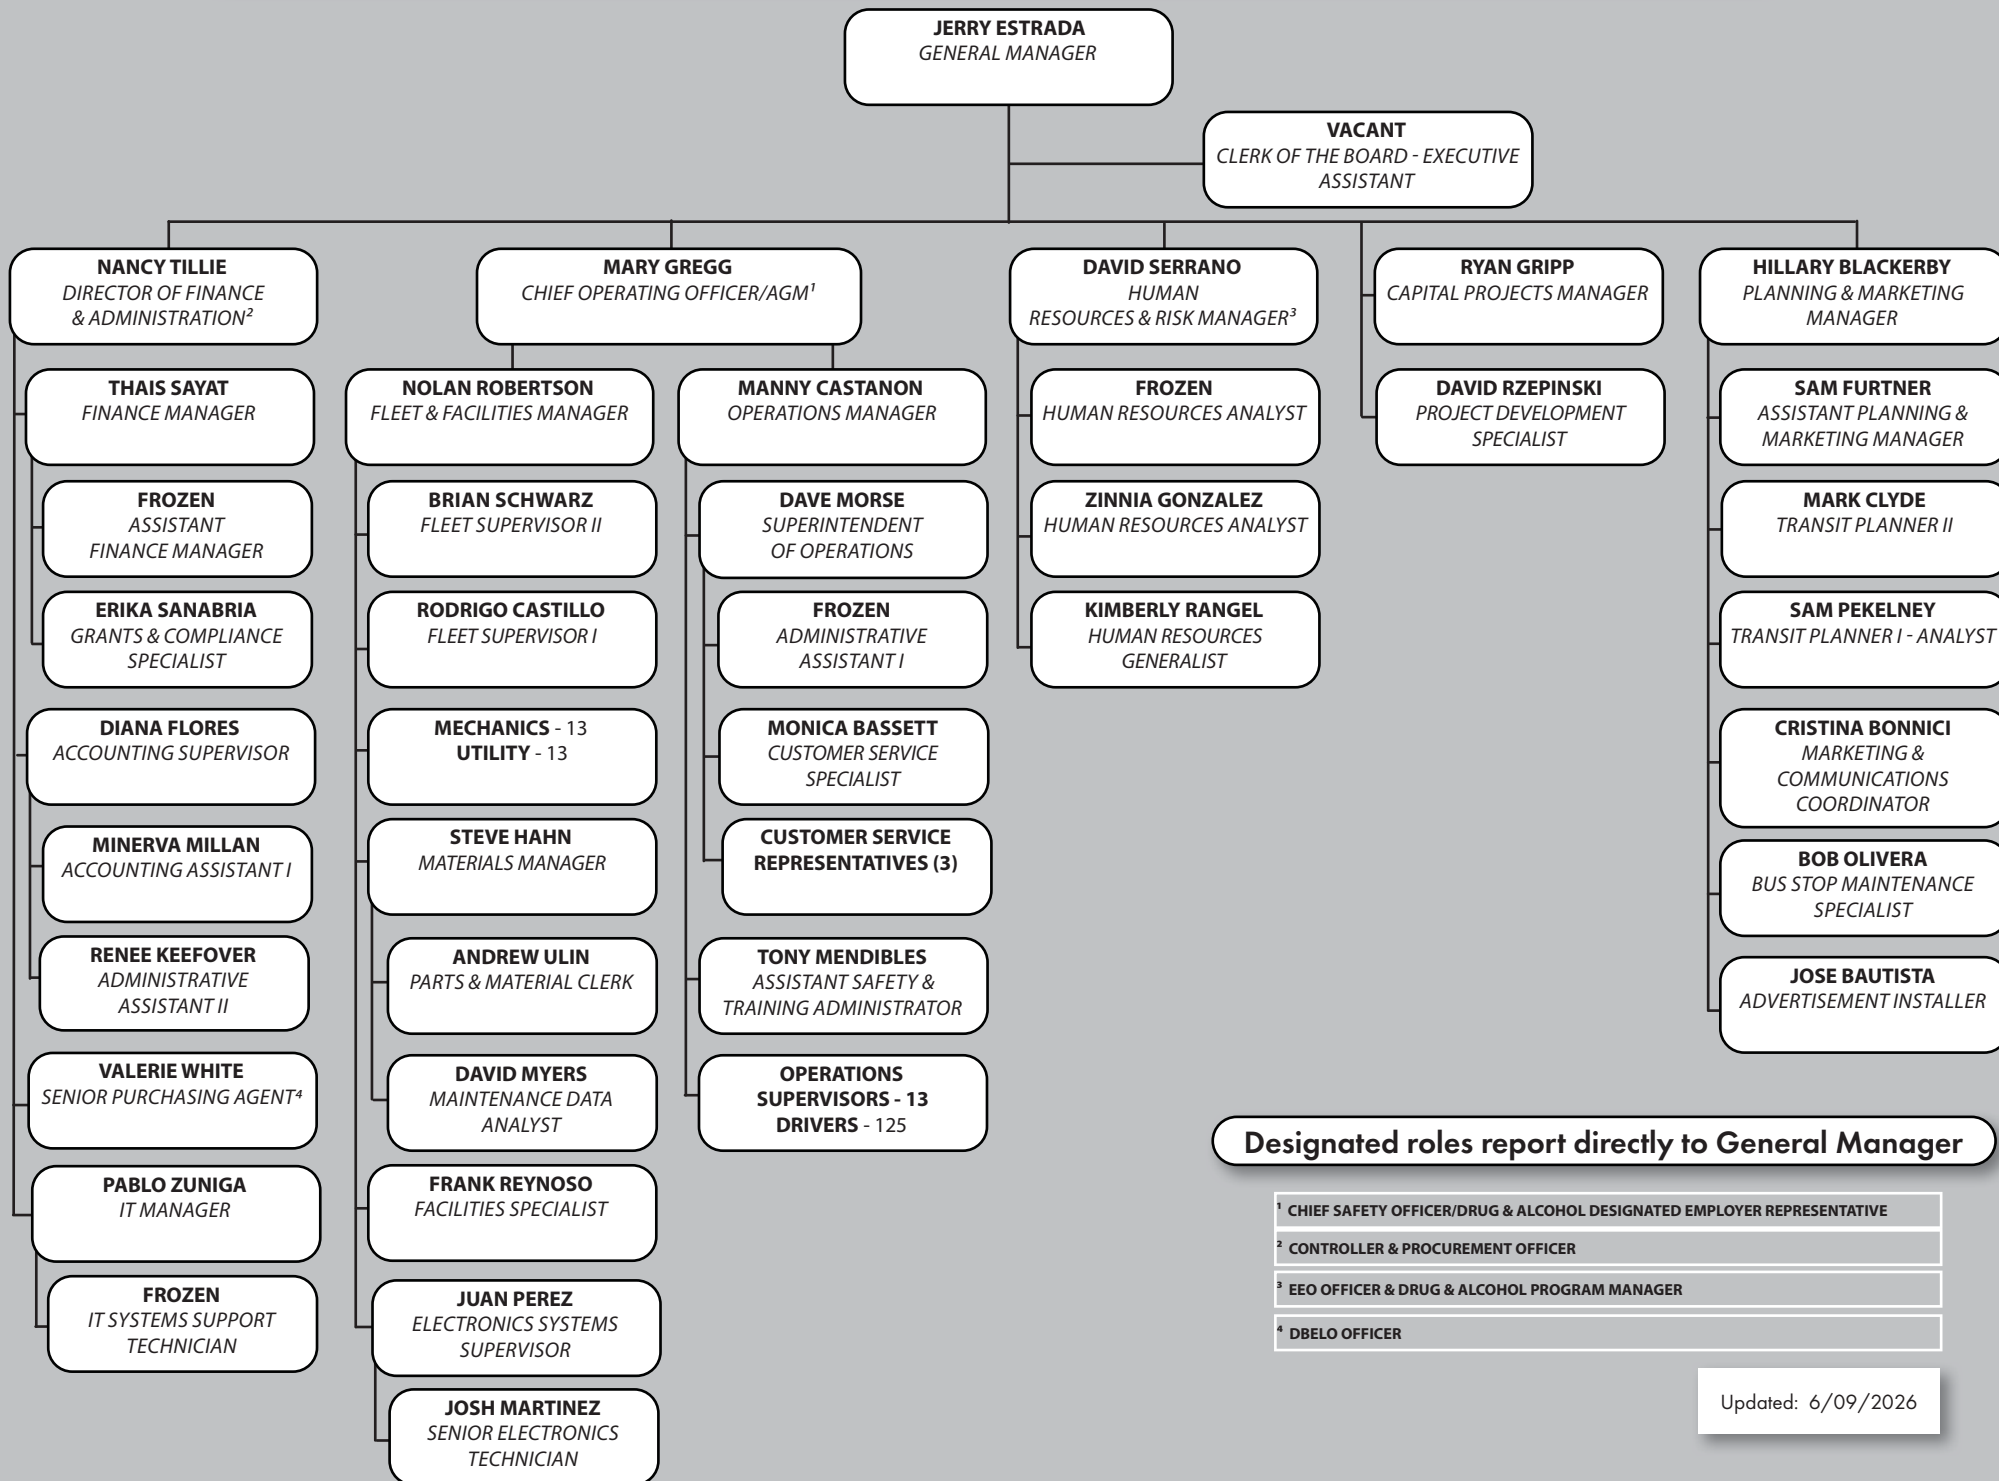 JERRY ESTRADA
GENERAL MANAGER
VACANT
CLERK OF THE BOARD - EXECUTIVE
ASSISTANT
NANCY TILLIE
DIRECTOR OF FINANCE
& ADMINISTRATION²
MARY GREGG
CHIEF OPERATING OFFICER/AGM¹
DAVID SERRANO
HUMAN
RESOURCES & RISK MANAGER³
RYAN GRIPP
CAPITAL PROJECTS MANAGER
HILLARY BLACKERBY
PLANNING & MARKETING
MANAGER
THAIS SAYAT
FINANCE MANAGER
FROZEN
ASSISTANT
FINANCE MANAGER
ERIKA SANABRIA
GRANTS & COMPLIANCE
SPECIALIST
DIANA FLORES
ACCOUNTING SUPERVISOR
MINERVA MILLAN
ACCOUNTING ASSISTANT I
RENEE KEEFOVER
ADMINISTRATIVE
ASSISTANT II
VALERIE WHITE
SENIOR PURCHASING AGENT⁴
PABLO ZUNIGA
IT MANAGER
FROZEN
IT SYSTEMS SUPPORT
TECHNICIAN
NOLAN ROBERTSON
FLEET & FACILITIES MANAGER
BRIAN SCHWARZ
FLEET SUPERVISOR II
RODRIGO CASTILLO
FLEET SUPERVISOR I
MECHANICS - 13
UTILITY - 13
STEVE HAHN
MATERIALS MANAGER
ANDREW ULIN
PARTS & MATERIAL CLERK
DAVID MYERS
MAINTENANCE DATA
ANALYST
FRANK REYNOSO
FACILITIES SPECIALIST
JUAN PEREZ
ELECTRONICS SYSTEMS
SUPERVISOR
JOSH MARTINEZ
SENIOR ELECTRONICS
TECHNICIAN
MANNY CASTANON
OPERATIONS MANAGER
DAVE MORSE
SUPERINTENDENT
OF OPERATIONS
FROZEN
ADMINISTRATIVE
ASSISTANT I
MONICA BASSETT
CUSTOMER SERVICE
SPECIALIST
CUSTOMER SERVICE
REPRESENTATIVES (3)
TONY MENDIBLES
ASSISTANT SAFETY &
TRAINING ADMINISTRATOR
OPERATIONS
SUPERVISORS - 13
DRIVERS - 125
FROZEN
HUMAN RESOURCES ANALYST
ZINNIA GONZALEZ
HUMAN RESOURCES ANALYST
KIMBERLY RANGEL
HUMAN RESOURCES
GENERALIST
DAVID RZEPINSKI
PROJECT DEVELOPMENT
SPECIALIST
SAM FURTNER
ASSISTANT PLANNING &
MARKETING MANAGER
MARK CLYDE
TRANSIT PLANNER II
SAM PEKELNEY
TRANSIT PLANNER I - ANALYST
CRISTINA BONNICI
MARKETING &
COMMUNICATIONS
COORDINATOR
BOB OLIVERA
BUS STOP MAINTENANCE
SPECIALIST
JOSE BAUTISTA
ADVERTISEMENT INSTALLER
Designated roles report directly to General Manager
¹ CHIEF SAFETY OFFICER/DRUG & ALCOHOL DESIGNATED EMPLOYER REPRESENTATIVE
² CONTROLLER & PROCUREMENT OFFICER
³ EEO OFFICER & DRUG & ALCOHOL PROGRAM MANAGER
⁴ DBELO OFFICER
Updated: 6/09/2026